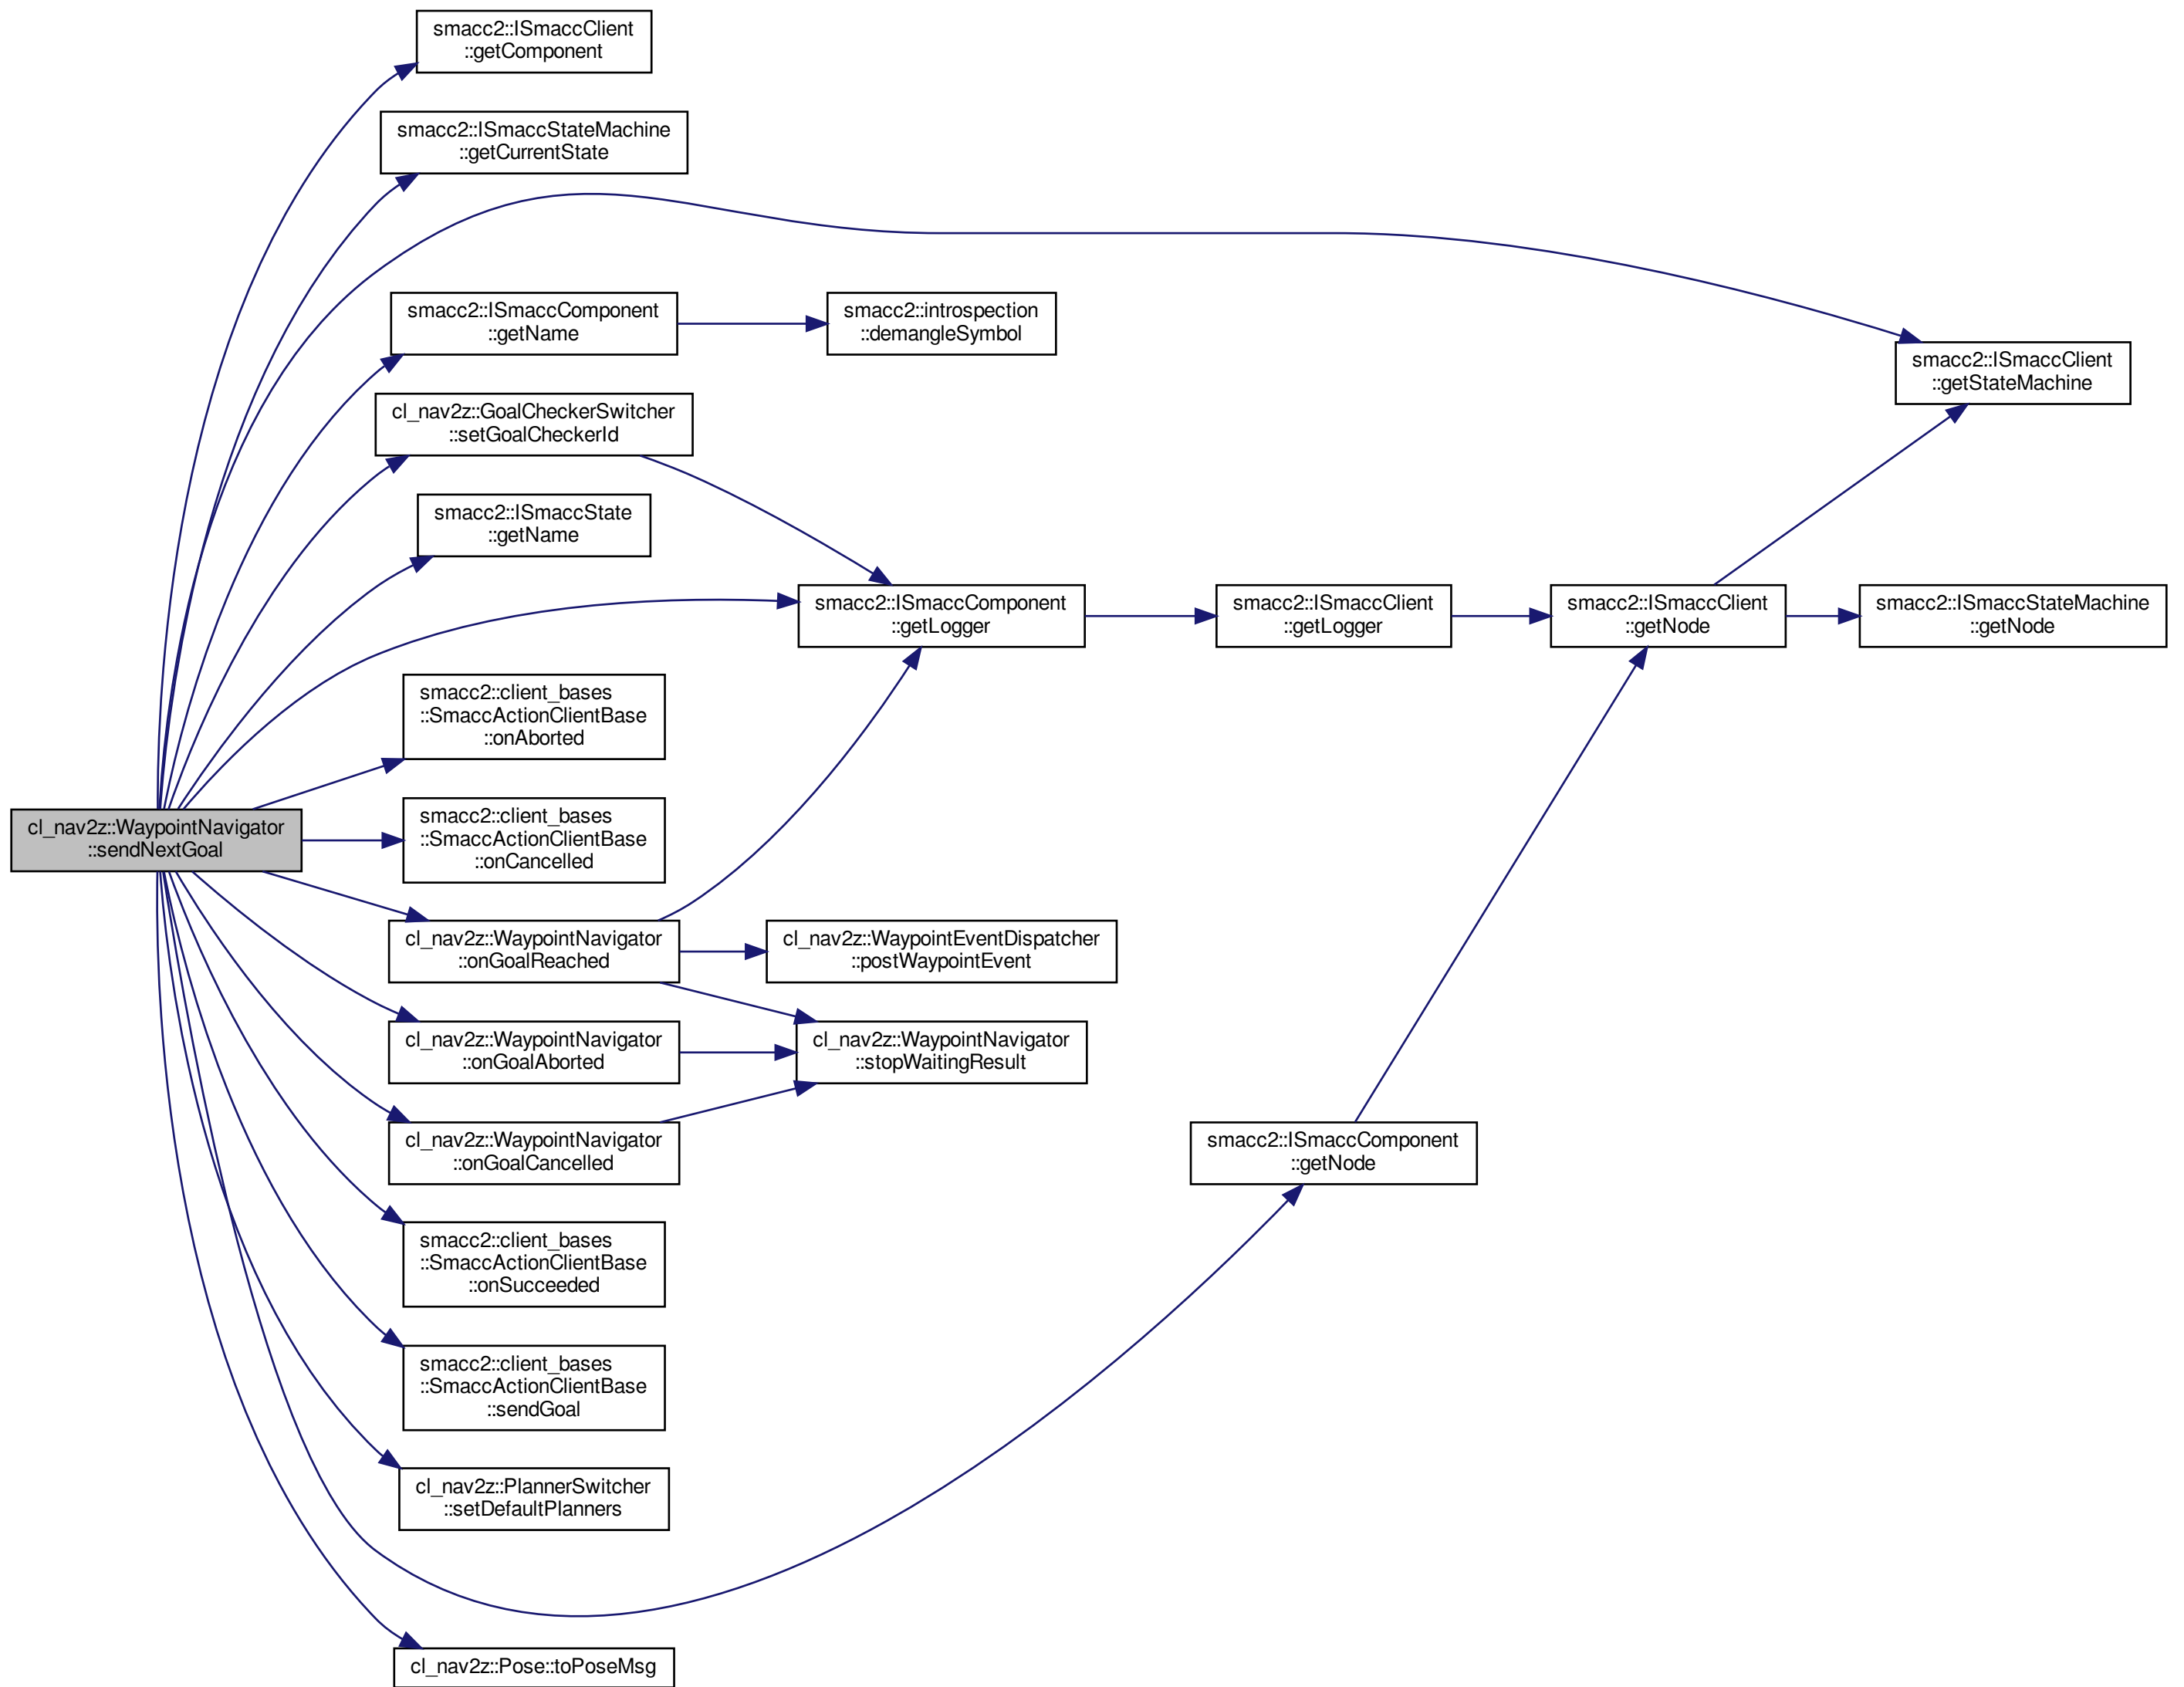 smacc2::ISmaccClient
::getComponent
smacc2::ISmaccStateMachine
::getCurrentState
smacc2::ISmaccComponent
::getName
smacc2::introspection
::demangleSymbol
smacc2::ISmaccClient
::getStateMachine
cl_nav2z::GoalCheckerSwitcher
::setGoalCheckerId
smacc2::ISmaccState
::getName
smacc2::ISmaccComponent
::getLogger
smacc2::ISmaccClient
::getLogger
smacc2::ISmaccClient
::getNode
smacc2::ISmaccStateMachine
::getNode
smacc2::client_bases
::SmaccActionClientBase
::onAborted
cl_nav2z::WaypointNavigator
::sendNextGoal
smacc2::client_bases
::SmaccActionClientBase
::onCancelled
cl_nav2z::WaypointNavigator
::onGoalReached
cl_nav2z::WaypointEventDispatcher
::postWaypointEvent
cl_nav2z::WaypointNavigator
::onGoalAborted
cl_nav2z::WaypointNavigator
::stopWaitingResult
cl_nav2z::WaypointNavigator
::onGoalCancelled
smacc2::ISmaccComponent
::getNode
smacc2::client_bases
::SmaccActionClientBase
::onSucceeded
smacc2::client_bases
::SmaccActionClientBase
::sendGoal
cl_nav2z::PlannerSwitcher
::setDefaultPlanners
cl_nav2z::Pose::toPoseMsg